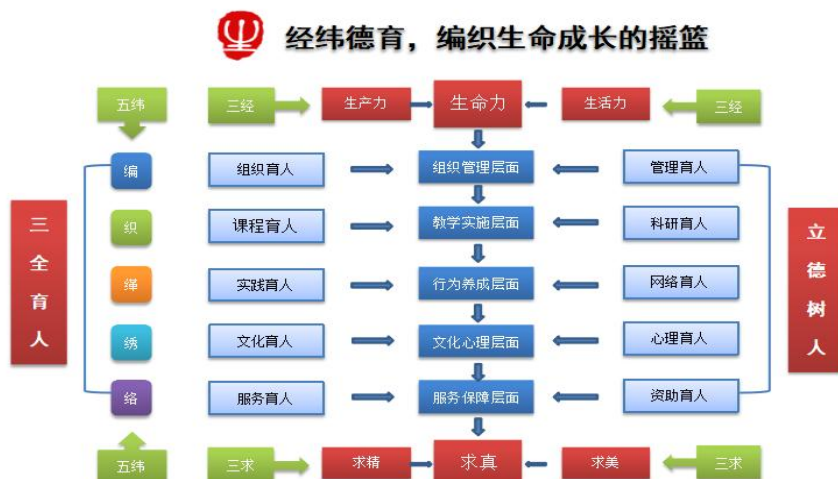 经纬德育，编织生命成长的摇篮
五纬
三经
生产力
生命力
生活力
三经
编
组织育人
组织管理层面
管理育人
织
课程育人
教学实施层面
科研育人
缂
实践育人
行为养成层面
网络育人
绣
文化育人
文化心理层面
心理育人
络
服务育人
服务保障层面
资助育人
三全育人
立德树人
五纬
三求
求精
求真
求美
三求